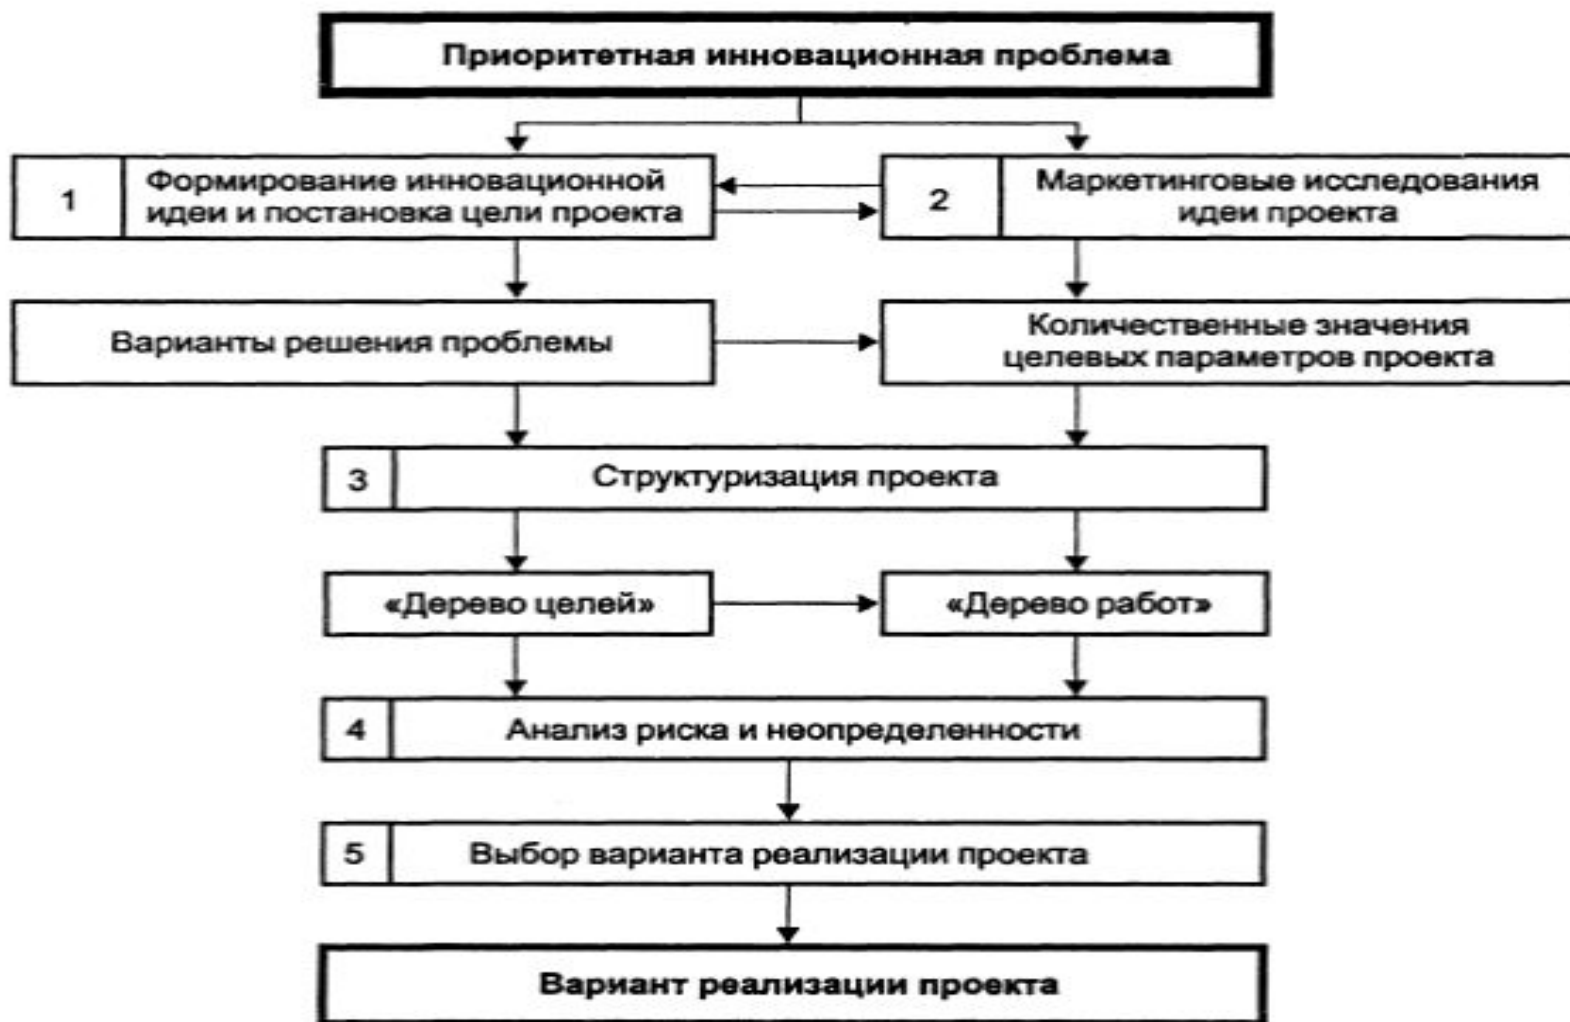 Приоритетная инновационная проблема
1
Формирование инновационной
идеи и постановка цели проекта
2
Маркетинговые исследования
идеи проекта
Варианты решения проблемы
Количественные значения
целевых параметров проекта
3
Структуризация проекта
«Дерево целей»
«Дерево работ»
4
Анализ риска и неопределенности
5
Выбор варианта реализации проекта
Вариант реализации проекта